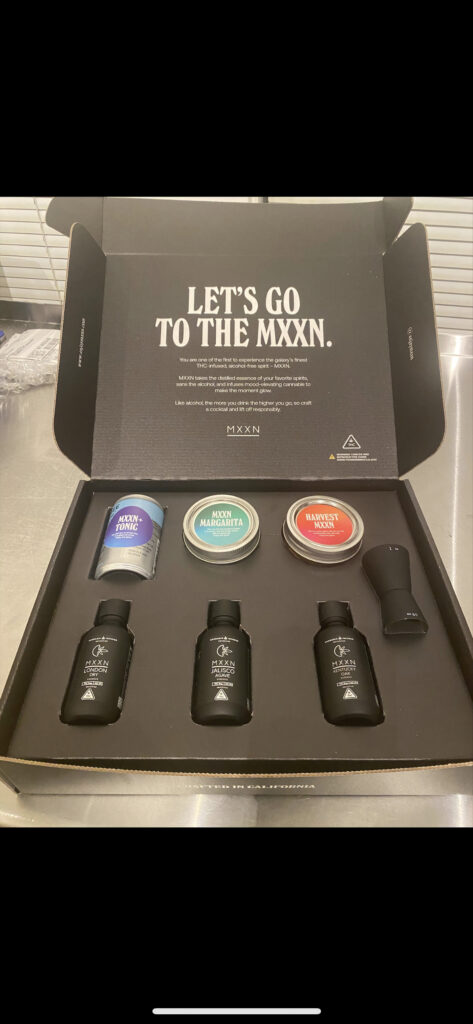 LET'S GO
TO THE MXXN.
You are one of the first to experience the galaxy's finest
THC-infused, alcohol-free spirit – MXXN.
MXXN takes the distilled essence of your favorite spirits,
sans the alcohol, and infuses mood-elevating cannabis to
make the moment glow.
Like alcohol, the more you drink the higher you go, so craft
a cocktail and lift off responsibly.
MXXN
MXXN+
TONIC
MXXN
MARGARITA
HARVEST
MXXN
MXXN
LONDON
DRY
MXXN
JALISCO
AGAVE
MXXN
KENTUCKY
OAK
CRAFTED IN CALIFORNIA